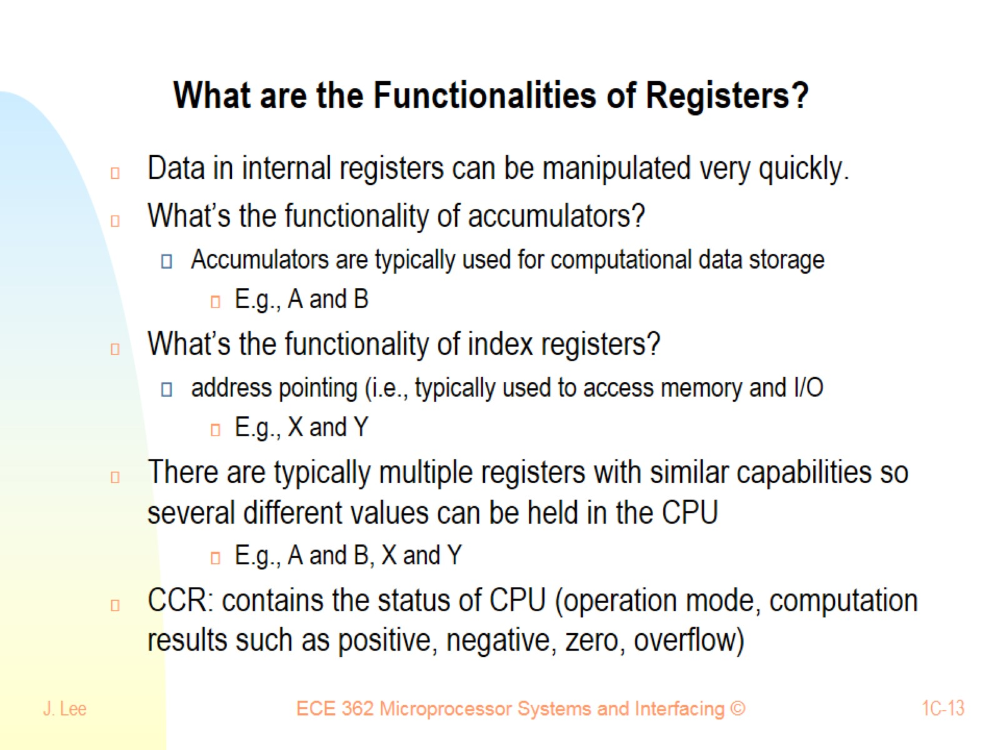 What are the Functionalities of Registers?
Data in internal registers can be manipulated very quickly.
What’s the functionality of accumulators?
Accumulators are typically used for computational data storage
E.g., A and B
What’s the functionality of index registers?
address pointing (i.e., typically used to access memory and I/O
E.g., X and Y
There are typically multiple registers with similar capabilities so
several different values can be held in the CPU
E.g., A and B, X and Y
CCR: contains the status of CPU (operation mode, computation
results such as positive, negative, zero, overflow)
J. Lee
ECE 362 Microprocessor Systems and Interfacing ©
1C-13